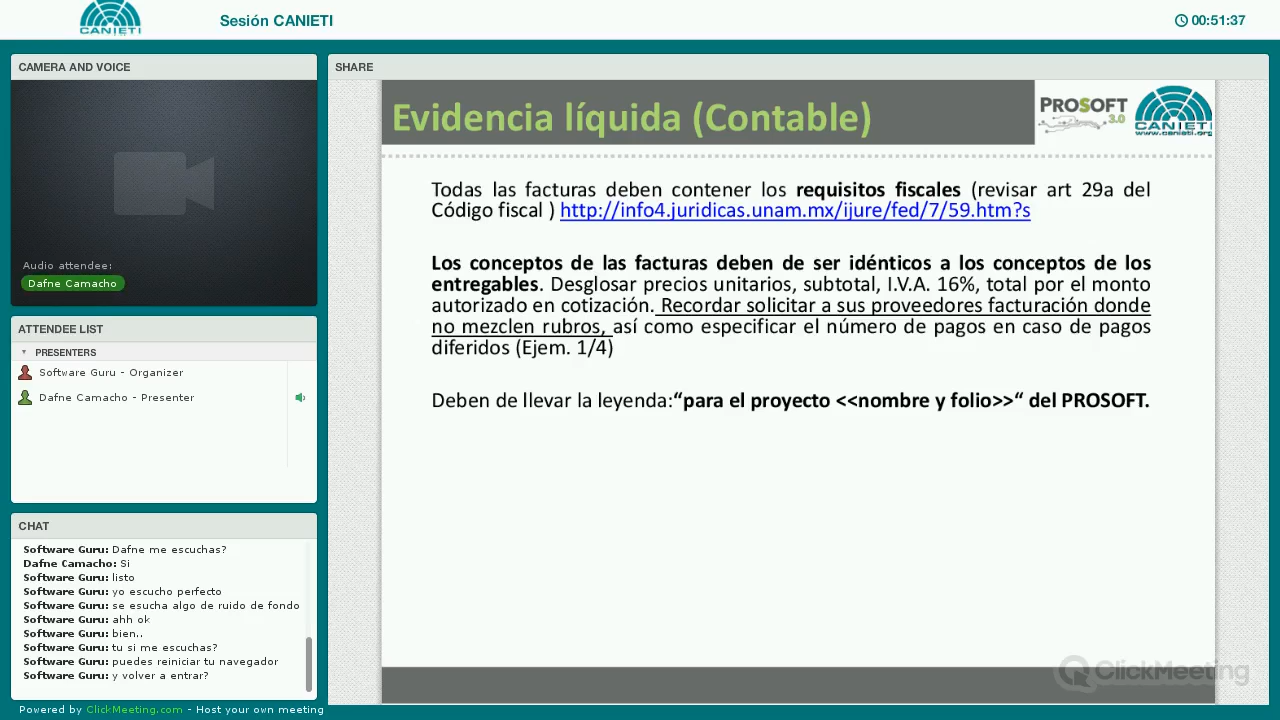 CANIETI
Sesión CANIETI
00:51:37
CAMERA AND VOICE
Audio attendee:
Dafne Camacho
ATTENDEE LIST
PRESENTERS
Software Guru - Organizer
Dafne Camacho - Presenter
CHAT
Software Guru: Dafne me escuchas?
Dafne Camacho: Si
Software Guru: listo
Software Guru: yo escucho perfecto
Software Guru: se esucha algo de ruido de fondo
Software Guru: ahh ok
Software Guru: bien..
Software Guru: tu si me escuchas?
Software Guru: puedes reiniciar tu navegador
Software Guru: y volver a entrar?
Powered by ClickMeeting.com - Host your own meeting
SHARE
Evidencia líquida (Contable)
PROSOFT
3.0
CANIETI
www.canieti.org
Todas las facturas deben contener los requisitos fiscales (revisar art 29a del
Código fiscal ) http://info4.juridicas.unam.mx/ijure/fed/7/59.htm?s
Los conceptos de las facturas deben de ser idénticos a los conceptos de los
entregables. Desglosar precios unitarios, subtotal, I.V.A. 16%, total por el monto
autorizado en cotización. Recordar solicitar a sus proveedores facturación donde
no mezclen rubros, así como especificar el número de pagos en caso de pagos
diferidos (Ejem. 1/4)
Deben de llevar la leyenda:“para el proyecto <<nombre y folio>>“ del PROSOFT.
ClickMeeting